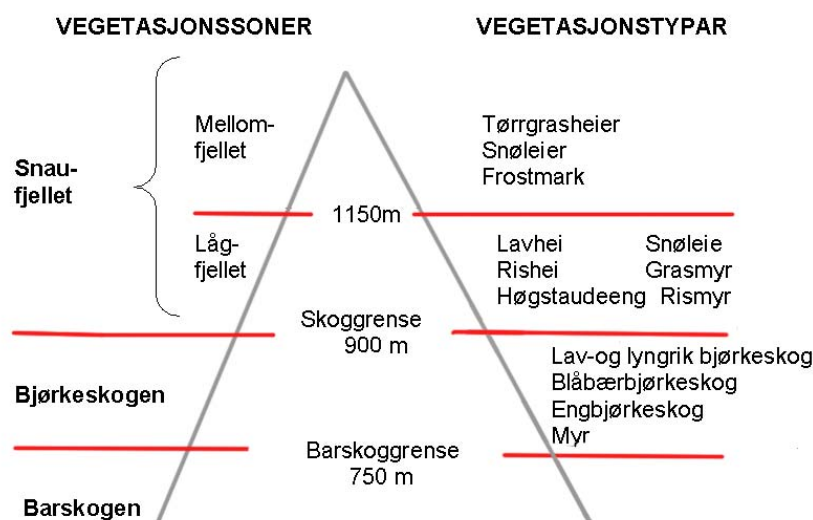 VEGETASJONSSONER
VEGETASJONSTYPAR
Mellom-
fjellet
Tørrgrasheier
Snøleier
Frostmark
Snau-
fjellet
1150m
Låg-
fjellet
Lavhei Snøleie
Rishei Grasmyr
Høgstaudeeng Rismyr
Skoggrense
900 m
Lav-og lyngrik bjørkeskog
Blåbærbjørkeskog
Engbjørkeskog
Myr
Bjørkeskogen
Barskoggrense
750 m
Barskogen